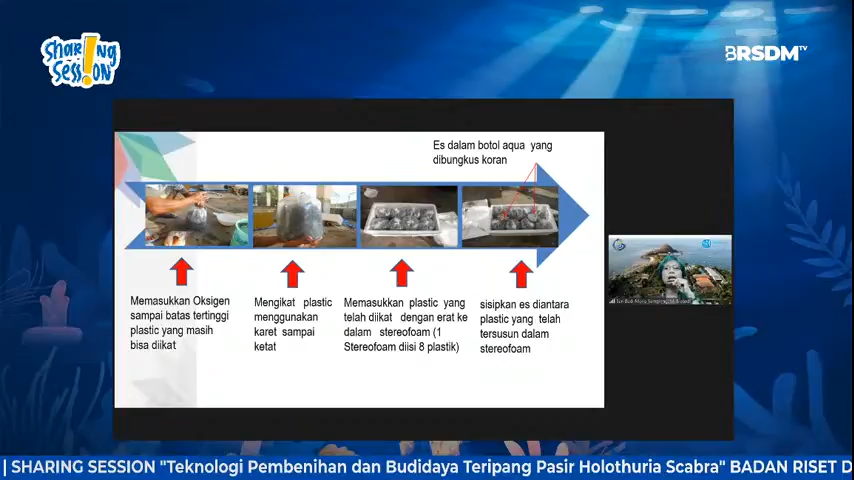 Sharing
Session
BRSDM TV
Es dalam botol aqua yang
dibungkus koran
Memasukkan Oksigen
sampai batas tertinggi
plastic yang masih
bisa diikat
Mengikat plastic
menggunakan
karet sampai
ketat
Memasukkan plastic yang
telah diikat dengan erat ke
dalam stereofoam (1
Stereofoam diisi 8 plastik)
sisipkan es diantara
plastic yang telah
tersusun dalam
stereofoam
| SHARING SESSION "Teknologi Pembenihan dan Budidaya Teripang Pasir Holothuria Scabra" BADAN RISET D